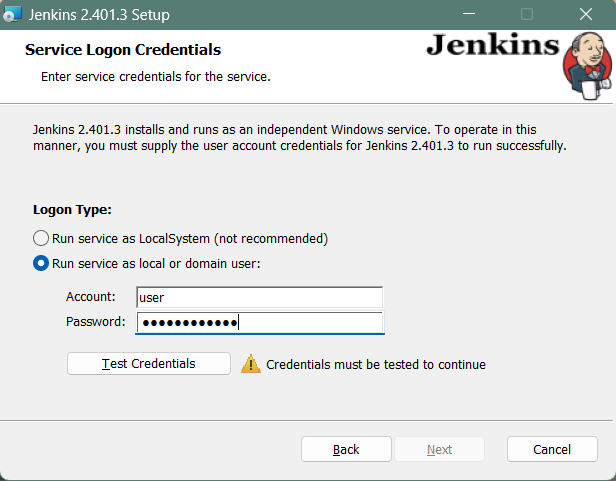 Jenkins 2.401.3 Setup
Service Logon Credentials
Jenkins
Enter service credentials for the service.
Jenkins 2.401.3 installs and runs as an independent Windows service. To operate in this
manner, you must supply the user account credentials for Jenkins 2.401.3 to run successfully.
Logon Type:
Run service as LocalSystem (not recommended)
Run service as local or domain user:
Account: user
Password: ●●●●●●●●●●●●
Test Credentials Credentials must be tested to continue
Back Next Cancel